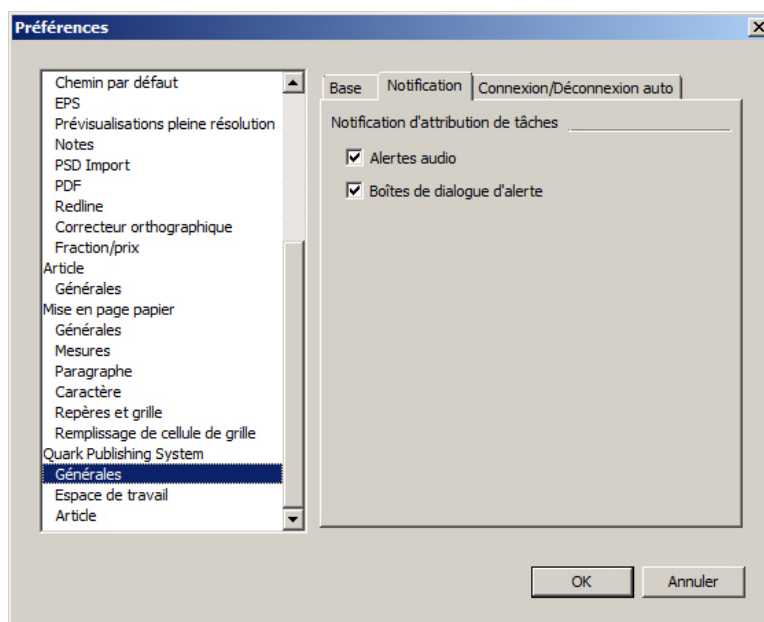 Préférences
Chemin par défaut
EPS
Prévisualisations pleine résolution
Notes
PSD Import
PDF
Redline
Correcteur orthographique
Fraction/prix
Article
Générales
Mise en page papier
Générales
Mesures
Paragraphe
Caractère
Repères et grille
Remplissage de cellule de grille
Quark Publishing System
Générales
Espace de travail
Article
Base
Notification
Connexion/Déconnexion auto
Notification d'attribution de tâches
Alertes audio
Boîtes de dialogue d'alerte
OK
Annuler